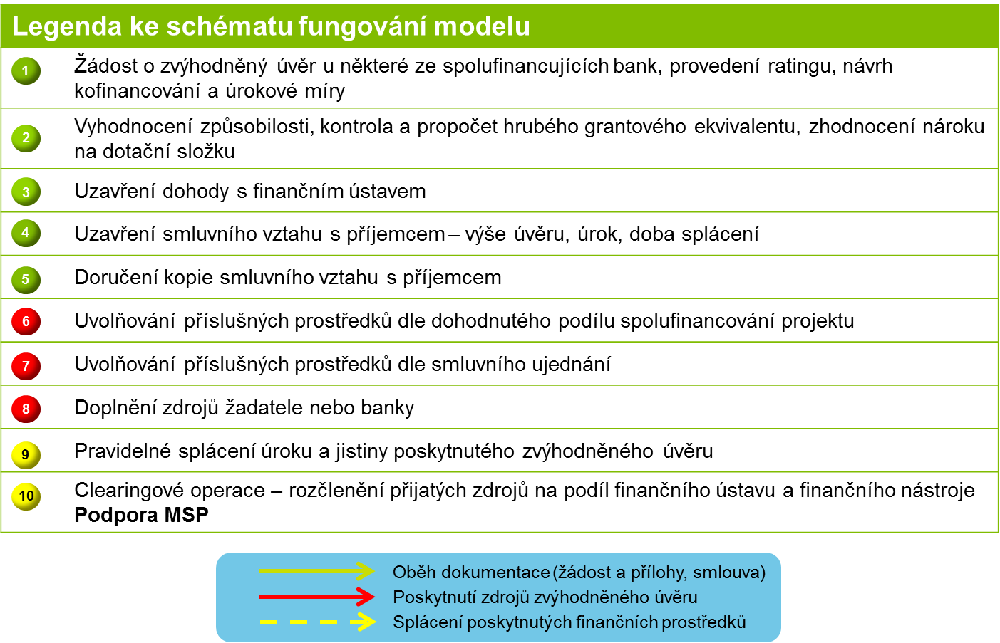 Legenda ke schématu fungování modelu
1
Žádost o zvýhodněný úvěr u některé ze spolufinancujících bank, provedení ratingu, návrh
kofinancování a úrokové míry
2
Vyhodnocení způsobilosti, kontrola a propočet hrubého grantového ekvivalentu, zhodnocení nároku
na dotační složku
3
Uzavření dohody s finančním ústavem
4
Uzavření smluvního vztahu s příjemcem – výše úvěru, úrok, doba splácení
5
Doručení kopie smluvního vztahu s příjemcem
6
Uvolňování příslušných prostředků dle dohodnutého podílu spolufinancování projektu
7
Uvolňování příslušných prostředků dle smluvního ujednání
8
Doplnění zdrojů žadatele nebo banky
9
Pravidelné splácení úroku a jistiny poskytnutého zvýhodněného úvěru
10
Clearingové operace – rozčlenění přijatých zdrojů na podíl finančního ústavu a finančního nástroje
Podpora MSP
Oběh dokumentace (žádost a přílohy, smlouva)
Poskytnutí zdrojů zvýhodněného úvěru
Splácení poskytnutých finančních prostředků